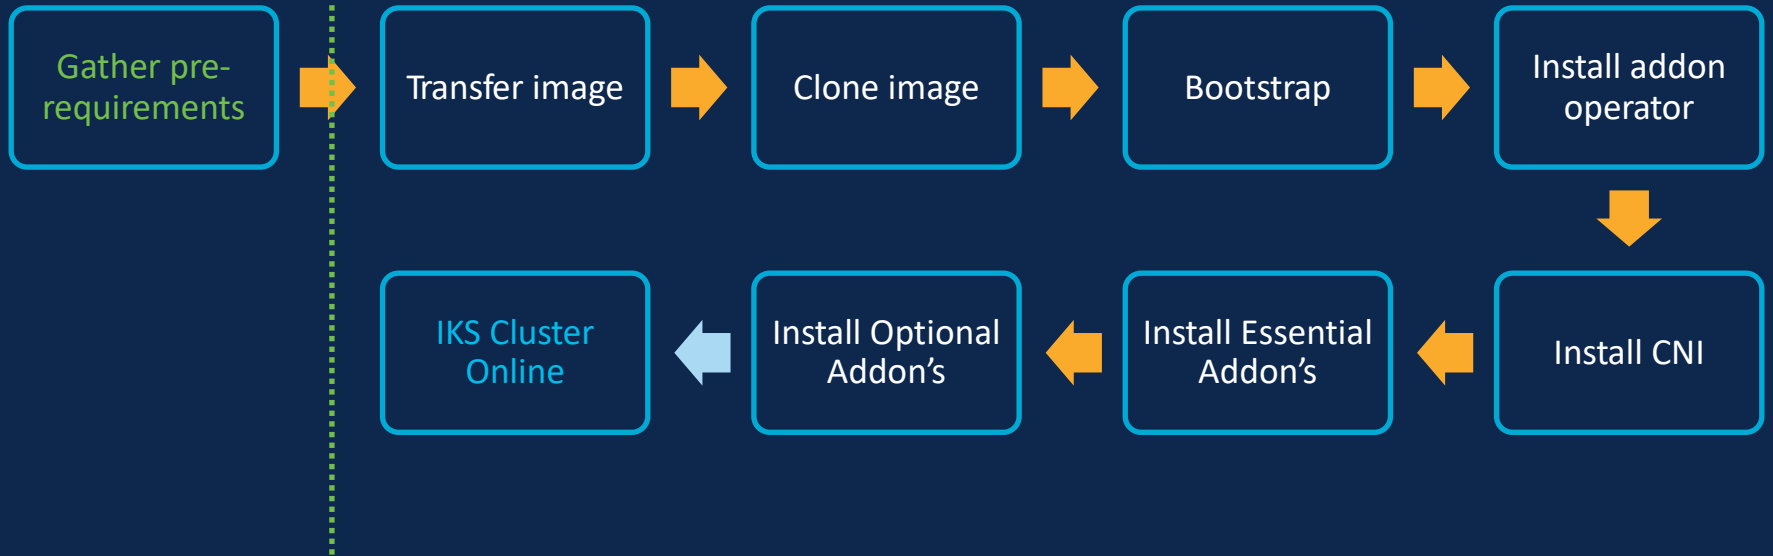 Gather pre-
requirements
Transfer image
Clone image
Bootstrap
Install addon
operator
Install CNI
Install Essential
Addon’s
Install Optional
Addon’s
IKS Cluster
Online